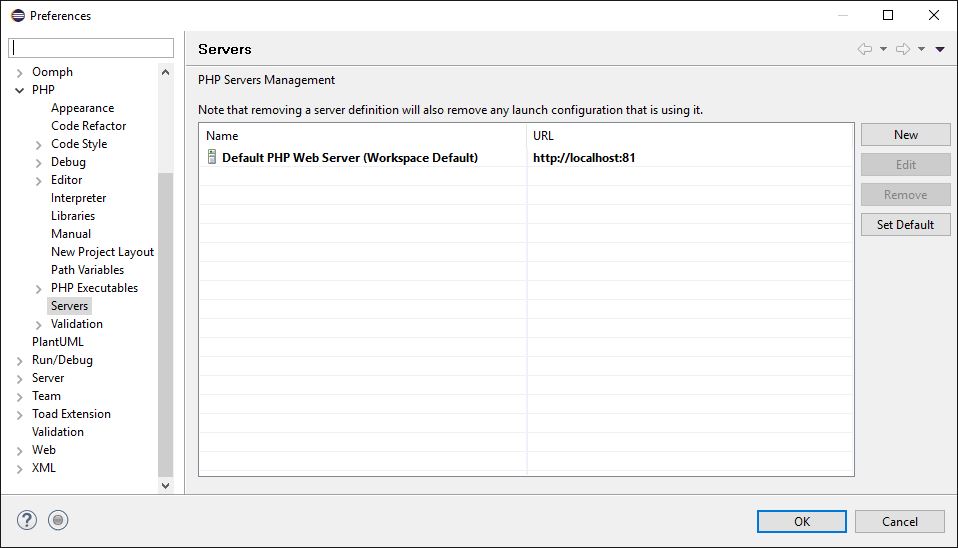 Preferences
Oomph
PHP
Appearance
Code Refactor
Code Style
Debug
Editor
Interpreter
Libraries
Manual
New Project Layout
Path Variables
PHP Executables
Servers
Validation
PlantUML
Run/Debug
Server
Team
Toad Extension
Validation
Web
XML
Servers
PHP Servers Management
Note that removing a server definition will also remove any launch configuration that is using it.
Name URL
Default PHP Web Server (Workspace Default) http://localhost:81
New
Edit
Remove
Set Default
?
OK Cancel